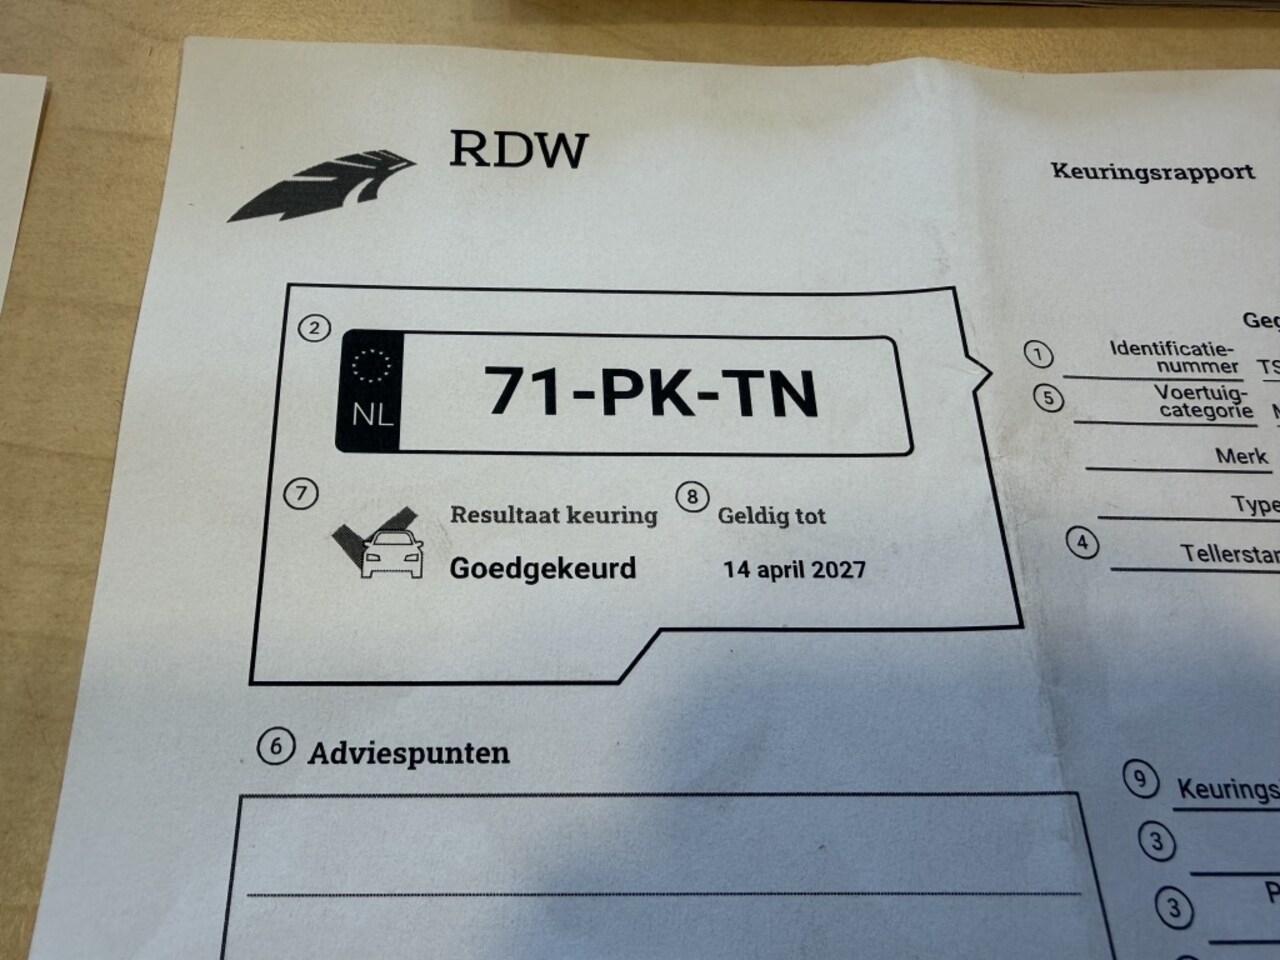 RDW
Keuringsrapport
2
NL
71-PK-TN
7
Resultaat keuring
Goedgekeurd
8
Geldig tot
14 april 2027
1
Identificatie-
nummer
TS
5
Voertuig-
categorie
Merk
Type
4
6
Adviespunten
9
3
3